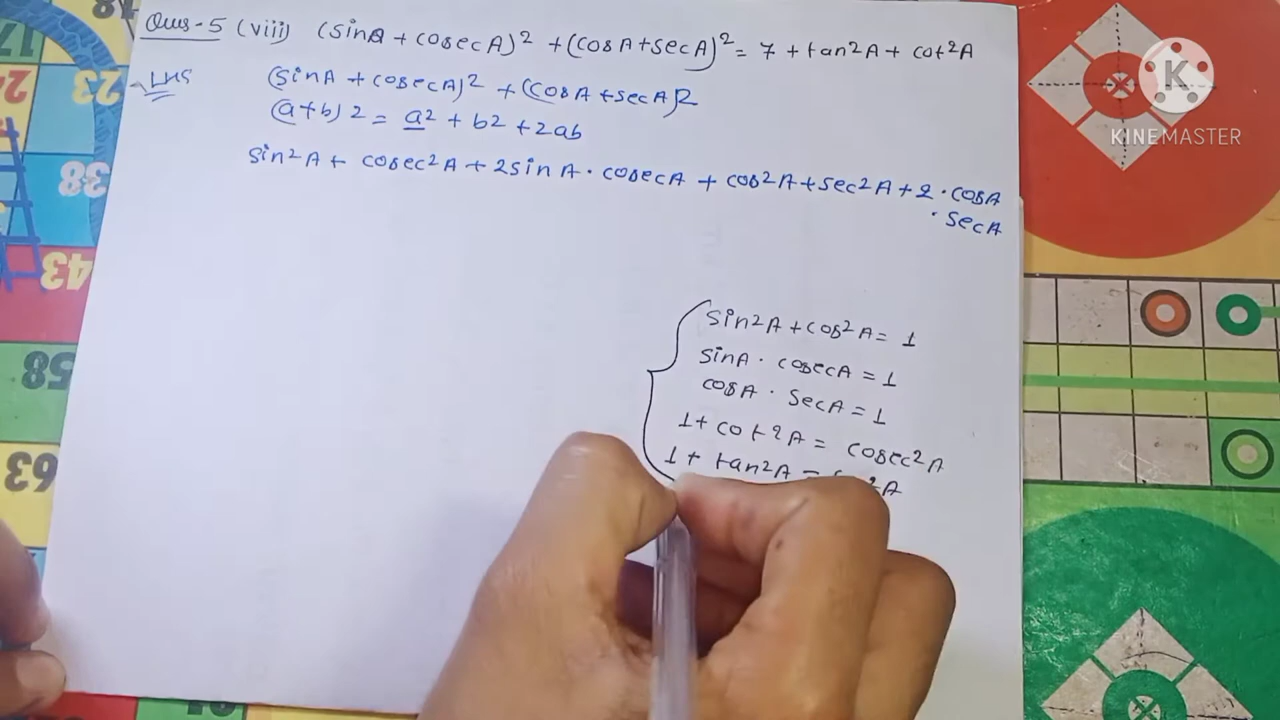 Ques-5 (viii) (sinA + cosecA)² + (cosA + secA)² = 7 + tan²A + cot²A
LHS (sinA + cosecA)² + (cosA + secA)2
(a+b)2 = a² + b2 + 2ab
sin²A + cosec²A + 2sinA · cosecA + cos²A + sec²A + 2 · cosA
· secA
sin²A + cos²A = 1
sinA · cosecA = 1
cosA · secA = 1
1 + cot²A = cosec²A
1 + tan²A =
K
KINEMASTER
23
38
43
58
63